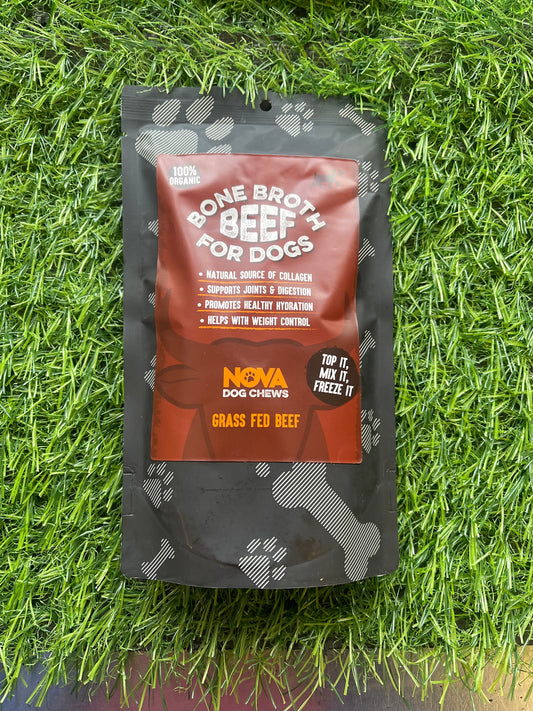 100%
ORGANIC
BONE BROTH
BEEF
FOR DOGS
• NATURAL SOURCE OF COLLAGEN
• SUPPORTS JOINTS & DIGESTION
• PROMOTES HEALTHY HYDRATION
• HELPS WITH WEIGHT CONTROL
TOP IT,
MIX IT,
FREEZE IT
NOVA
DOG CHEWS
GRASS FED BEEF